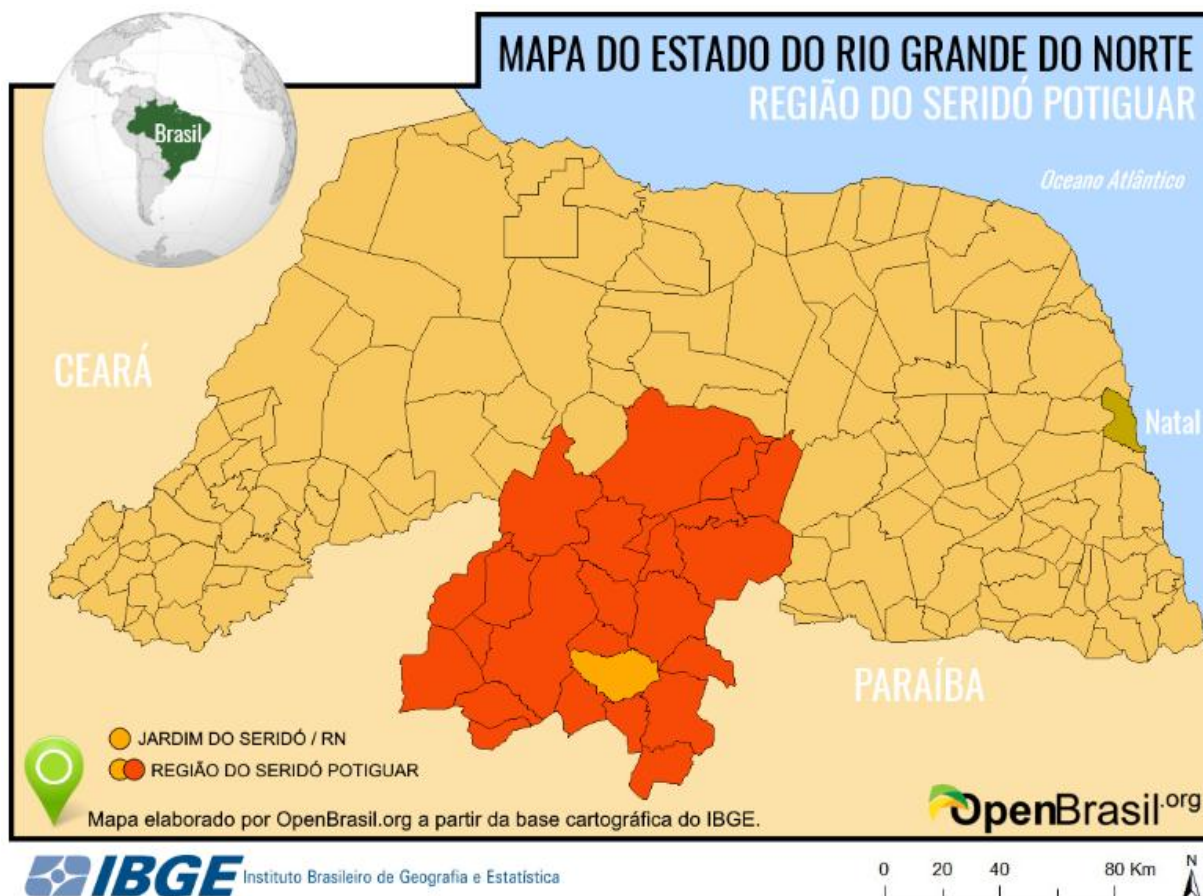 MAPA DO ESTADO DO RIO GRANDE DO NORTE
REGIÃO DO SERIDÓ POTIGUAR
Brasil
Oceano Atlântico
CEARÁ
Natal
PARAÍBA
JARDIM DO SERIDÓ / RN
REGIÃO DO SERIDÓ POTIGUAR
Mapa elaborado por OpenBrasil.org a partir da base cartográfica do IBGE.
OpenBrasil.org
IBGE Instituto Brasileiro de Geografia e Estatística
0 20 40 80 Km
N